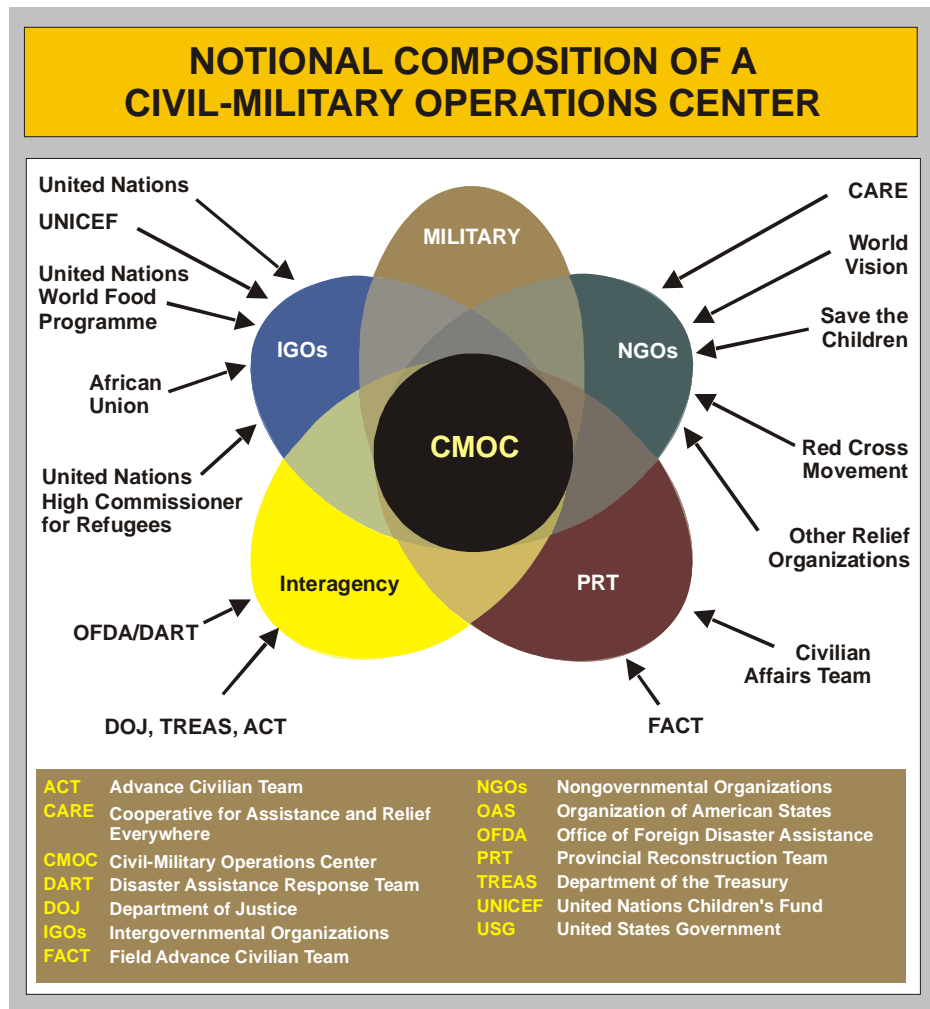 NOTIONAL COMPOSITION OF A
CIVIL-MILITARY OPERATIONS CENTER
United Nations
UNICEF
United Nations
World Food
Programme
African
Union
United Nations
High Commissioner
for Refugees
OFDA/DART
DOJ, TREAS, ACT
MILITARY
IGOs
NGOs
CMOC
Interagency
PRT
CARE
World
Vision
Save the
Children
Red Cross
Movement
Other Relief
Organizations
Civilian
Affairs Team
FACT
ACT Advance Civilian Team
CARE Cooperative for Assistance and Relief
Everywhere
CMOC Civil-Military Operations Center
DART Disaster Assistance Response Team
DOJ Department of Justice
IGOs Intergovernmental Organizations
FACT Field Advance Civilian Team
NGOs Nongovernmental Organizations
OAS Organization of American States
OFDA Office of Foreign Disaster Assistance
PRT Provincial Reconstruction Team
TREAS Department of the Treasury
UNICEF United Nations Children's Fund
USG United States Government